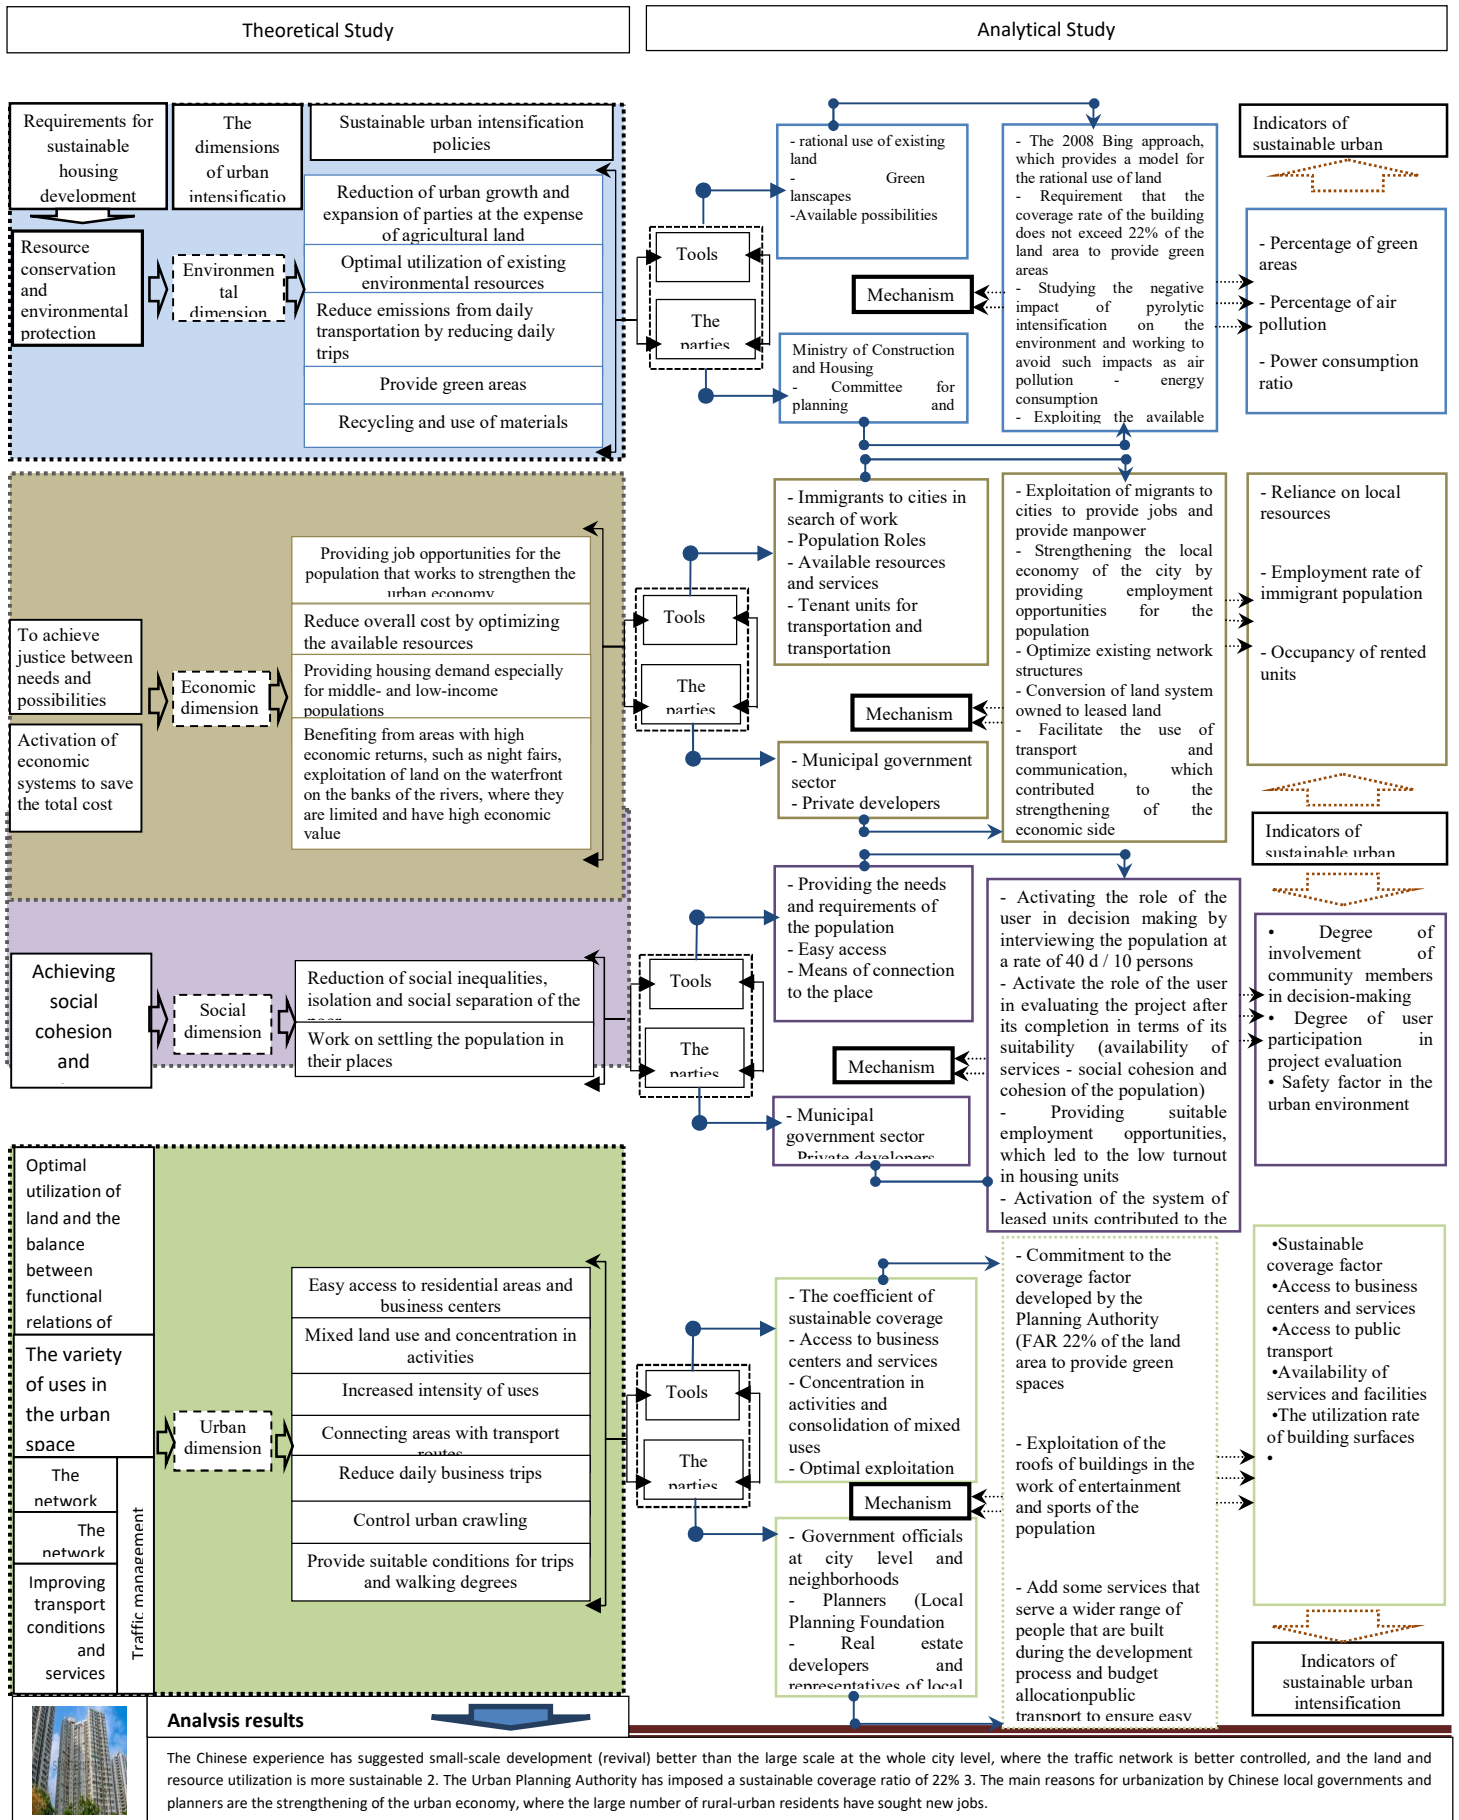 Theoretical Study
Analytical Study
Requirements for
sustainable
housing
development
The
dimensions
of urban
intensificatio
Sustainable urban intensification
policies
Reduction of urban growth and
expansion of parties at the expense
of agricultural land
Optimal utilization of existing
environmental resources
Reduce emissions from daily
transportation by reducing daily
trips
Provide green areas
Recycling and use of materials
Resource
conservation
and
environmental
protection
Environmen
tal
dimension
Tools
The
parties
- rational use of existing
land
- Green
lanscapes
-Available possibilities
Mechanism
Ministry of Construction
and Housing
- Committee for
planning and
- The 2008 Bing approach,
which provides a model for
the rational use of land
- Requirement that the
coverage rate of the building
does not exceed 22% of the
land area to provide green
areas
- Studying the negative
impact of pyrolytic
intensification on the
environment and working to
avoid such impacts as air
pollution - energy
consumption
- Exploiting the available
Indicators of
sustainable urban
- Percentage of green
areas
- Percentage of air
pollution
- Power consumption
ratio
To achieve
justice between
needs and
possibilities
Activation of
economic
systems to save
the total cost
Economic
dimension
Providing job opportunities for the
population that works to strengthen the
urban economy
Reduce overall cost by optimizing
the available resources
Providing housing demand especially
for middle- and low-income
populations
Benefiting from areas with high
economic returns, such as night fairs,
exploitation of land on the waterfront
on the banks of the rivers, where they
are limited and have high economic
value
Tools
The
parties
- Immigrants to cities in
search of work
- Population Roles
- Available resources
and services
- Tenant units for
transportation and
transportation
Mechanism
- Municipal government
sector
- Private developers
- Exploitation of migrants to
cities to provide jobs and
provide manpower
- Strengthening the local
economy of the city by
providing employment
opportunities for the
population
- Optimize existing network
structures
- Conversion of land system
owned to leased land
- Facilitate the use of
transport and
communication, which
contributed to the
strengthening of the
economic side
- Reliance on local
resources
- Employment rate of
immigrant population
- Occupancy of rented
units
Indicators of
sustainable urban
Achieving
social
cohesion
and
Social
dimension
Reduction of social inequalities,
isolation and social separation of the
poor
Work on settling the population in
their places
Tools
The
parties
- Providing the needs
and requirements of
the population
- Easy access
- Means of connection
to the place
Mechanism
- Municipal
government sector
- Private developers
- Activating the role of the
user in decision making by
interviewing the population at
a rate of 40 d / 10 persons
- Activate the role of the user
in evaluating the project after
its completion in terms of its
suitability (availability of
services - social cohesion and
cohesion of the population)
- Providing suitable
employment opportunities,
which led to the low turnout
in housing units
- Activation of the system of
leased units contributed to the
• Degree of
involvement of
community members
in decision-making
• Degree of user
participation in
project evaluation
• Safety factor in the
urban environment
Optimal
utilization of
land and the
balance
between
functional
relations of
The variety
of uses in
the urban
space
The
network
The
network
Improving
transport
conditions
and
services
Traffic management
Urban
dimension
Easy access to residential areas and
business centers
Mixed land use and concentration in
activities
Increased intensity of uses
Connecting areas with transport
routes
Reduce daily business trips
Control urban crawling
Provide suitable conditions for trips
and walking degrees
Tools
The
parties
- The coefficient of
sustainable coverage
- Access to business
centers and services
- Concentration in
activities and
consolidation of mixed
uses
- Optimal exploitation
Mechanism
- Government officials
at city level and
neighborhoods
- Planners (Local
Planning Foundation
- Real estate
developers and
representatives of local
- Commitment to the
coverage factor
developed by the
Planning Authority
(FAR 22% of the land
area to provide green
spaces
- Exploitation of the
roofs of buildings in the
work of entertainment
and sports of the
population
- Add some services that
serve a wider range of
people that are built
during the development
process and budget
allocationpublic
transport to ensure easy
•Sustainable
coverage factor
•Access to business
centers and services
•Access to public
transport
•Availability of
services and facilities
•The utilization rate
of building surfaces
•
Indicators of
sustainable urban
intensification
Analysis results
The Chinese experience has suggested small-scale development (revival) better than the large scale at the whole city level, where the traffic network is better controlled, and the land and
resource utilization is more sustainable 2. The Urban Planning Authority has imposed a sustainable coverage ratio of 22% 3. The main reasons for urbanization by Chinese local governments and
planners are the strengthening of the urban economy, where the large number of rural-urban residents have sought new jobs.